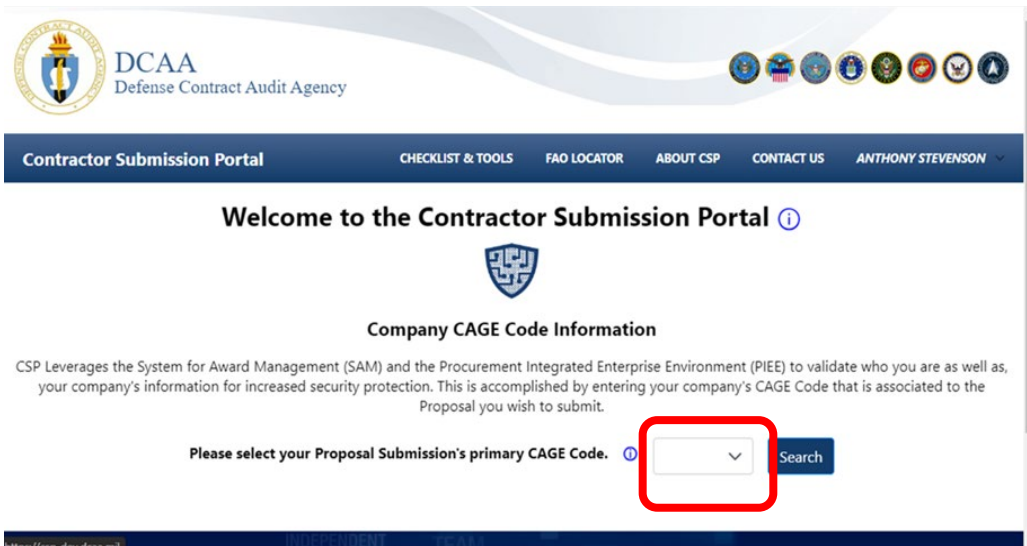 DCAA
Defense Contract Audit Agency
Contractor Submission Portal
CHECKLIST & TOOLS
FAO LOCATOR
ABOUT CSP
CONTACT US
ANTHONY STEVENSON
Welcome to the Contractor Submission Portal
Company CAGE Code Information
CSP Leverages the System for Award Management (SAM) and the Procurement Integrated Enterprise Environment (PIEE) to validate who you are as well as,
your company's information for increased security protection. This is accomplished by entering your company's CAGE Code that is associated to the
Proposal you wish to submit.
Please select your Proposal Submission's primary CAGE Code.
Search
INDEPENDENT TEAM